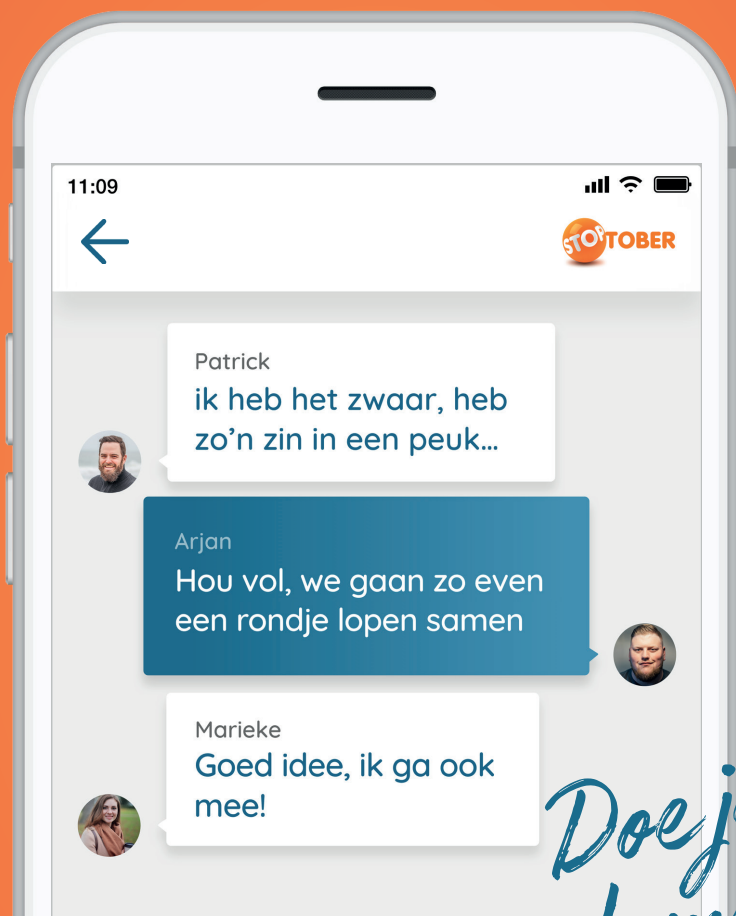 11:09
STOPTOBER
Patrick
ik heb het zwaar, heb
zo’n zin in een peuk...
Arjan
Hou vol, we gaan zo even
een rondje lopen samen
Marieke
Goed idee, ik ga ook
mee!
Doe